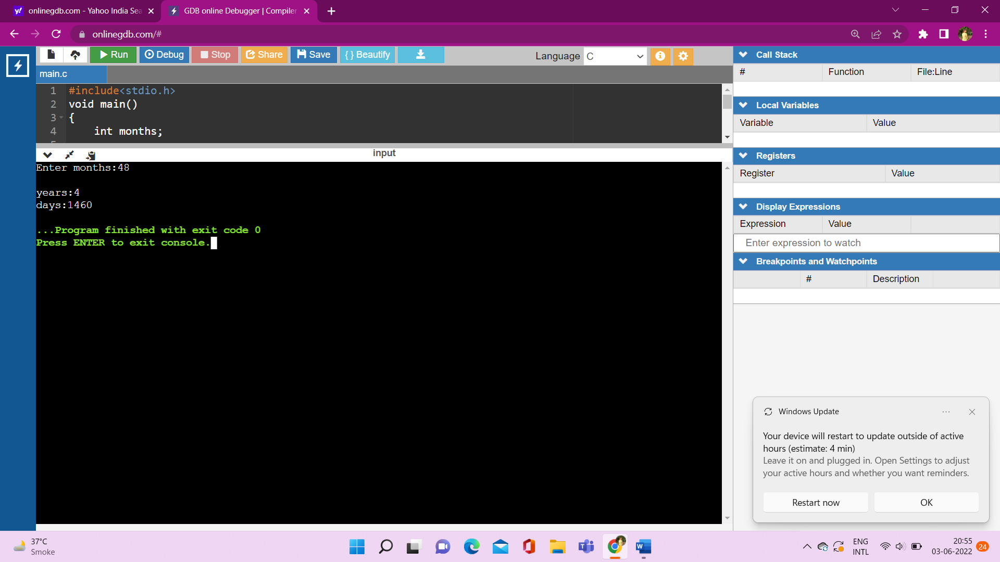 onlinegdb.com - Yahoo India Sea
GDB online Debugger | Compiler
onlinegdb.com/#
Run
Debug
Stop
Share
Save
{ } Beautify
Language
C
main.c
1 #include<stdio.h>
2 void main()
3 {
4 int months;
input
Enter months:48
years:4
days:1460
...Program finished with exit code 0
Press ENTER to exit console.
Call Stack
# Function File:Line
Local Variables
Variable Value
Registers
Register Value
Display Expressions
Expression Value
Enter expression to watch
Breakpoints and Watchpoints
# Description
Windows Update
Your device will restart to update outside of active
hours (estimate: 4 min)
Leave it on and plugged in. Open Settings to adjust
your active hours and whether you want reminders.
Restart now
OK
37°C
Smoke
ENG
INTL
20:55
03-06-2022
24